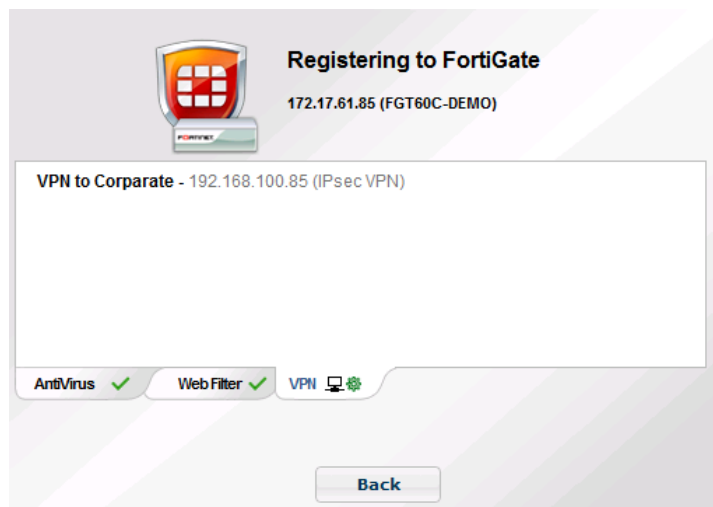 Registering to FortiGate
172.17.61.85 (FGT60C-DEMO)
FORTINET
VPN to Corparate - 192.168.100.85 (IPsec VPN)
AntiVirus
Web Filter
VPN
Back